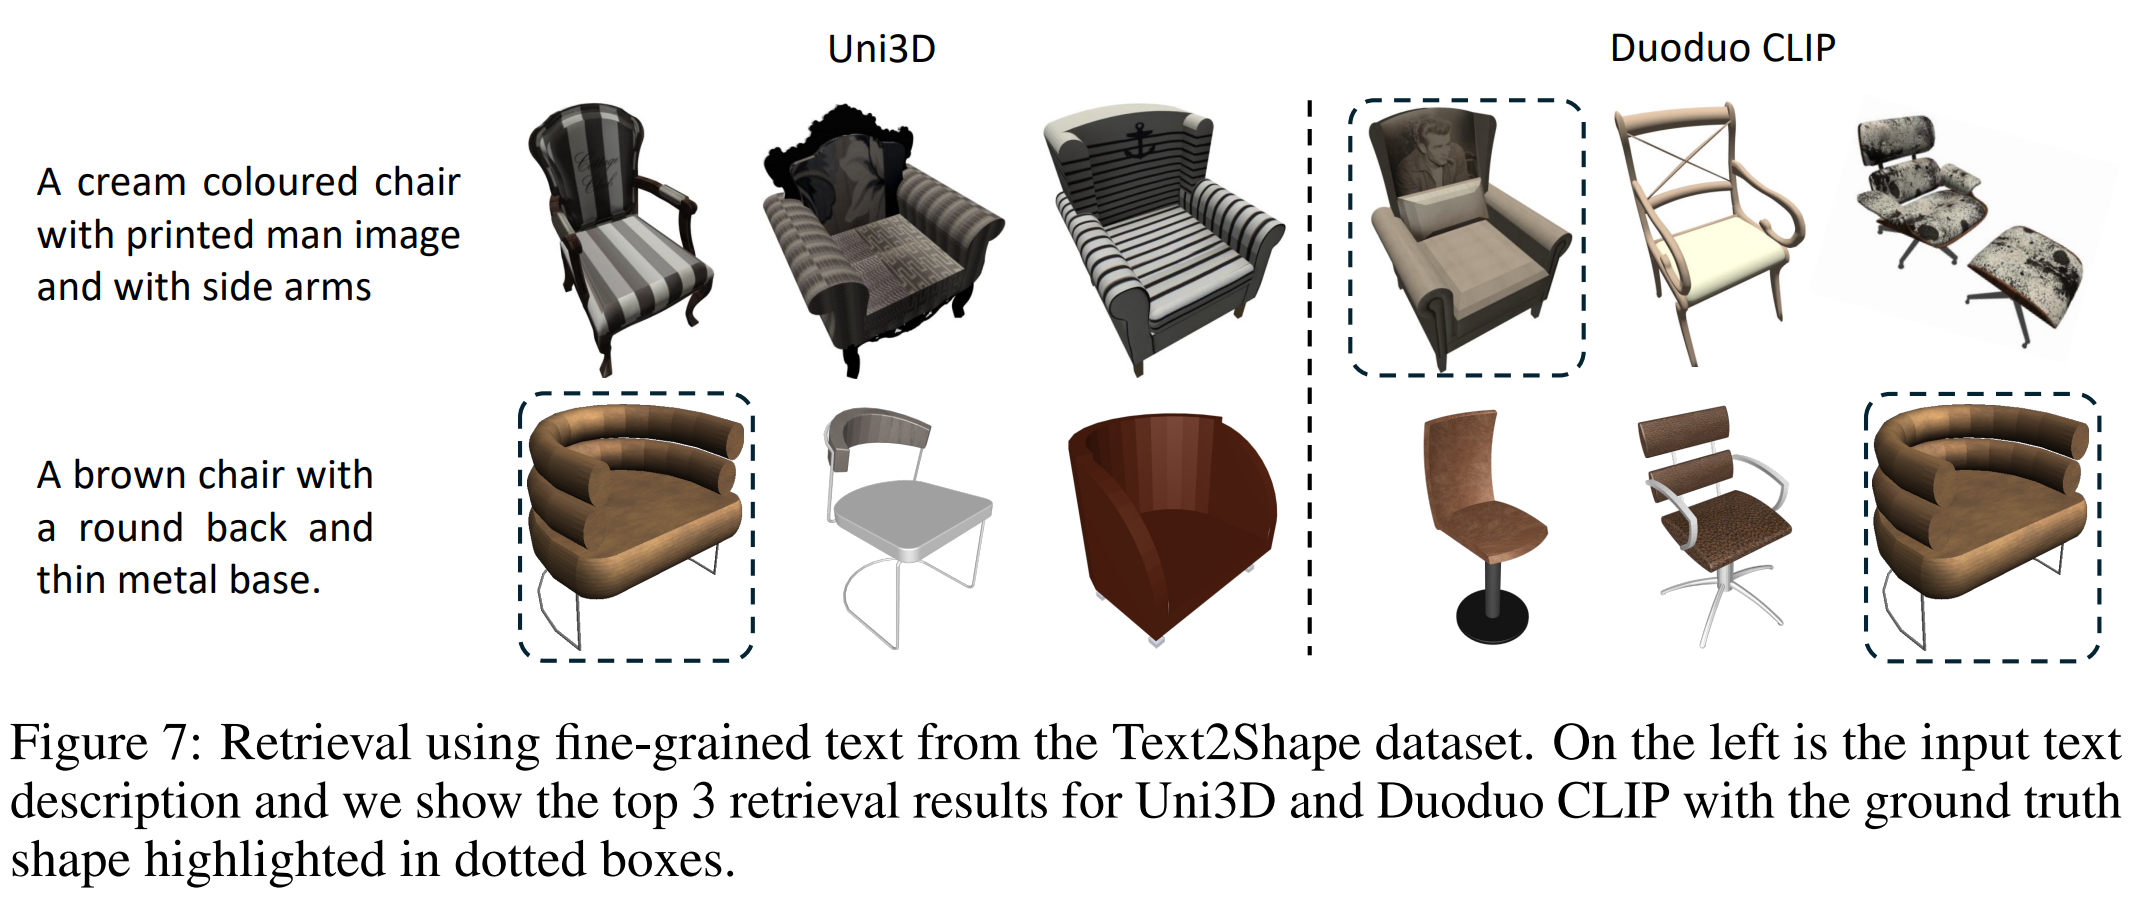 Uni3D
Duoduo CLIP
A cream coloured chair
with printed man image
and with side arms
A brown chair with
a round back and
thin metal base.
Figure 7: Retrieval using fine-grained text from the Text2Shape dataset. On the left is the input text
description and we show the top 3 retrieval results for Uni3D and Duoduo CLIP with the ground truth
shape highlighted in dotted boxes.